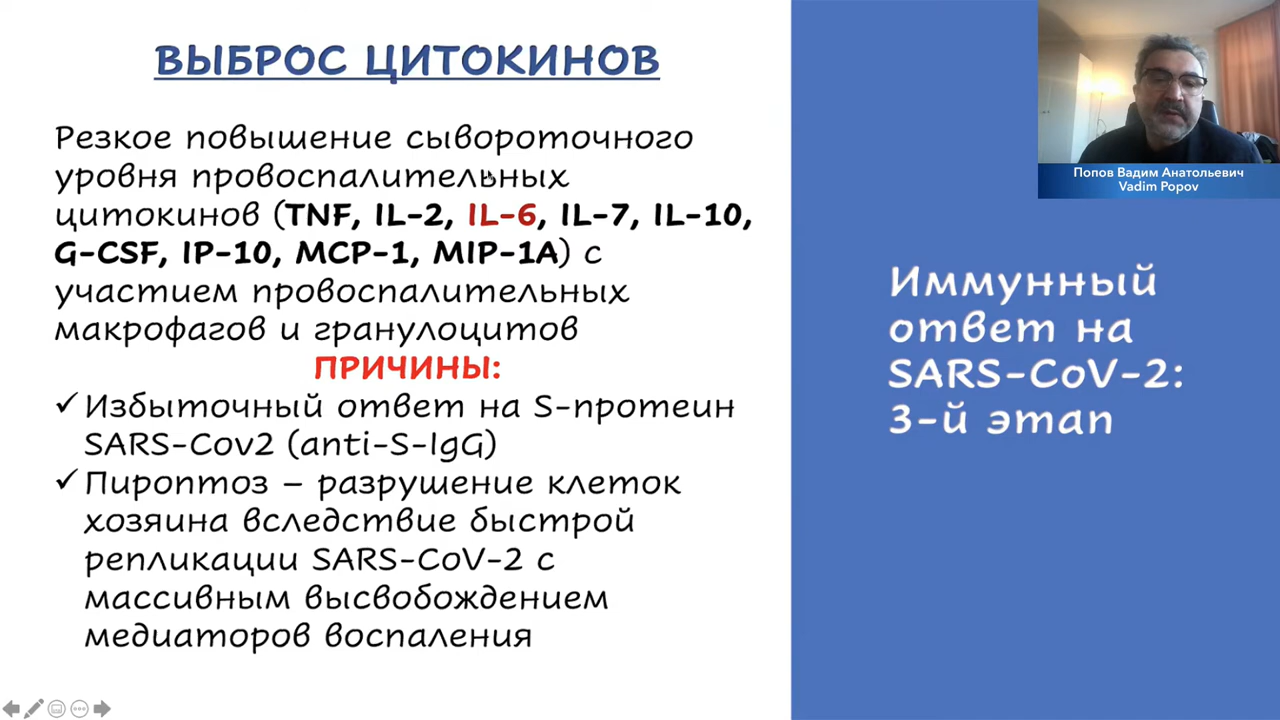 ВЫБРОС ЦИТОКИНОВ
Резкое повышение сывороточного
уровня провоспалительных
цитокинов (TNF, IL-2, IL-6, IL-7, IL-10,
G-CSF, IP-10, MCP-1, MIP-1A) с
участием провоспалительных
макрофагов и гранулоцитов
ПРИЧИНЫ:
✓Избыточный ответ на S-протеин
SARS-Cov2 (anti-S-IgG)
✓Пироптоз – разрушение клеток
хозяина вследствие быстрой
репликации SARS-CoV-2 с
массивным высвобождением
медиаторов воспаления
Попов Вадим Анатольевич
Vadim Popov
Иммунный
ответ на
SARS-CoV-2:
3-й этап